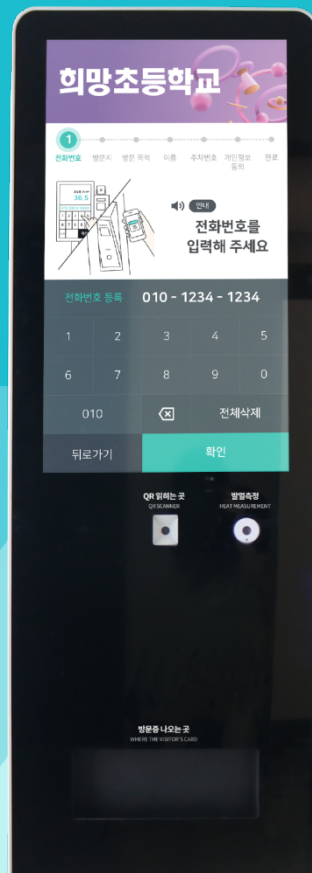 희망초등학교
1
전화번호 방문지 방문 목적 이름 주차번호 개인정보 동의 완료
36.5
안내
전화번호를
입력해 주세요
전화번호 등록 010 - 1234 - 1234
1 2 3 4 5
6 7 8 9 0
010 전체삭제
뒤로가기 확인
QR 읽히는 곳 발열측정
QR SCANNER HEAT MEASUREMENT
방문증 나오는 곳
WHERE THE VISITOR'S CARD